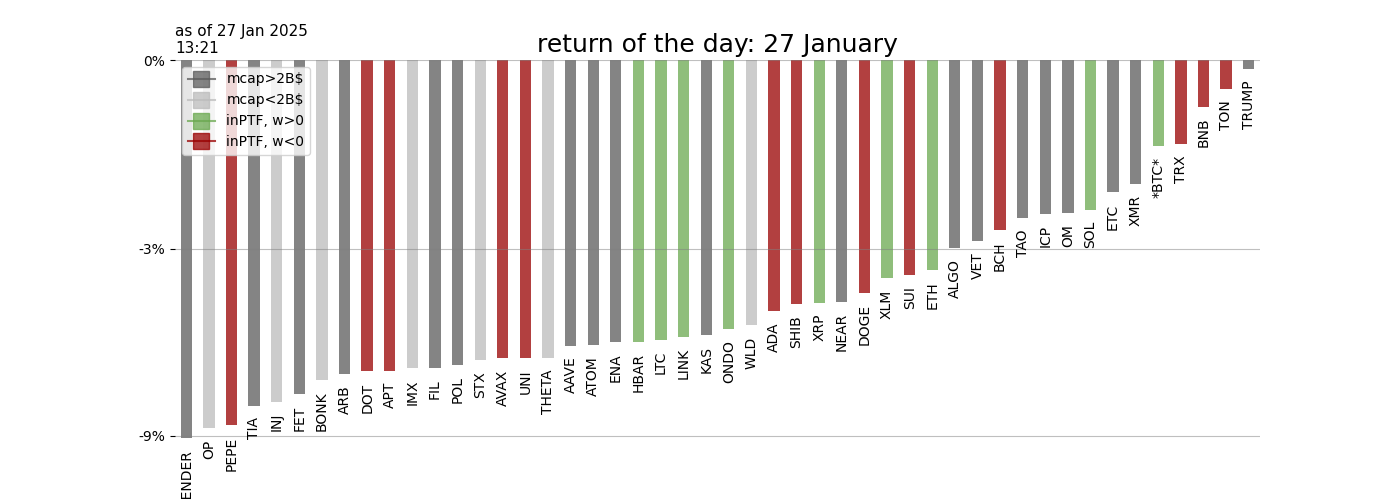 as of 27 Jan 2025
13:21
return of the day: 27 January
0%
-3%
-9%
mcap>2B$
mcap<2B$
inPTF, w>0
inPTF, w<0
ENDER
OP
PEPE
TIA
INJ
FET
BONK
ARB
DOT
APT
IMX
FIL
POL
STX
AVAX
UNI
THETA
AAVE
ATOM
ENA
HBAR
LTC
LINK
KAS
ONDO
WLD
ADA
SHIB
XRP
NEAR
DOGE
XLM
SUI
ETH
ALGO
VET
BCH
TAO
ICP
OM
SOL
ETC
XMR
*BTC*
TRX
BNB
TON
TRUMP